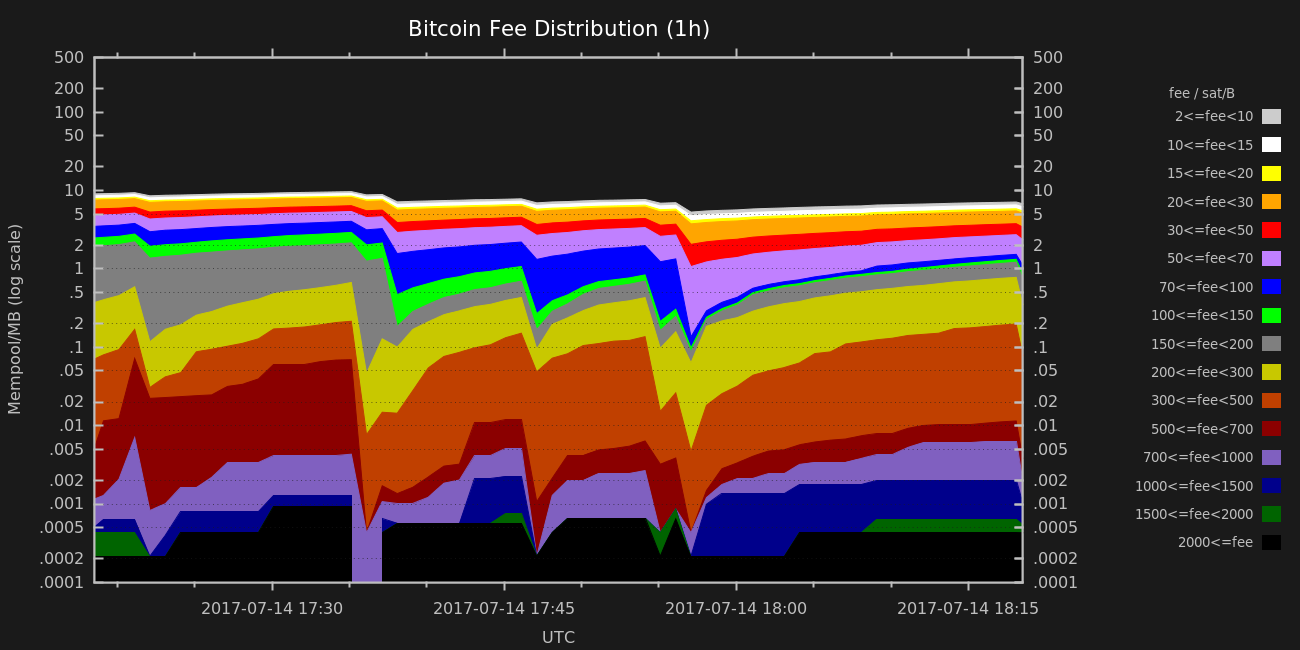 Bitcoin Fee Distribution (1h)
500
200
100
50
20
10
5
2
1
.5
.2
.1
.05
.02
.01
.005
.002
.001
.0005
.0002
.0001
Mempool/MB (log scale)
500
200
100
50
20
10
5
2
1
.5
.2
.1
.05
.02
.01
.005
.002
.001
.0005
.0002
.0001
2017-07-14 17:30
2017-07-14 17:45
2017-07-14 18:00
2017-07-14 18:15
UTC
fee / sat/B
2<=fee<10
10<=fee<15
15<=fee<20
20<=fee<30
30<=fee<50
50<=fee<70
70<=fee<100
100<=fee<150
150<=fee<200
200<=fee<300
300<=fee<500
500<=fee<700
700<=fee<1000
1000<=fee<1500
1500<=fee<2000
2000<=fee